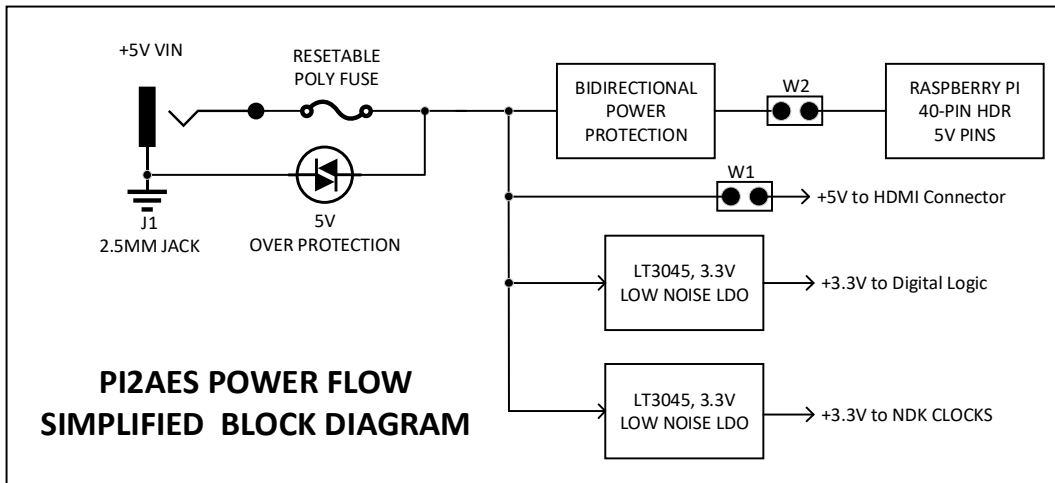 +5V VIN
RESETABLE
POLY FUSE
BIDIRECTIONAL
POWER
PROTECTION
W2
RASPBERRY PI
40-PIN HDR
5V PINS
W1
+5V to HDMI Connector
J1
2.5MM JACK
5V
OVER PROTECTION
LT3045, 3.3V
LOW NOISE LDO
+3.3V to Digital Logic
PI2AES POWER FLOW
SIMPLIFIED BLOCK DIAGRAM
LT3045, 3.3V
LOW NOISE LDO
+3.3V to NDK CLOCKS